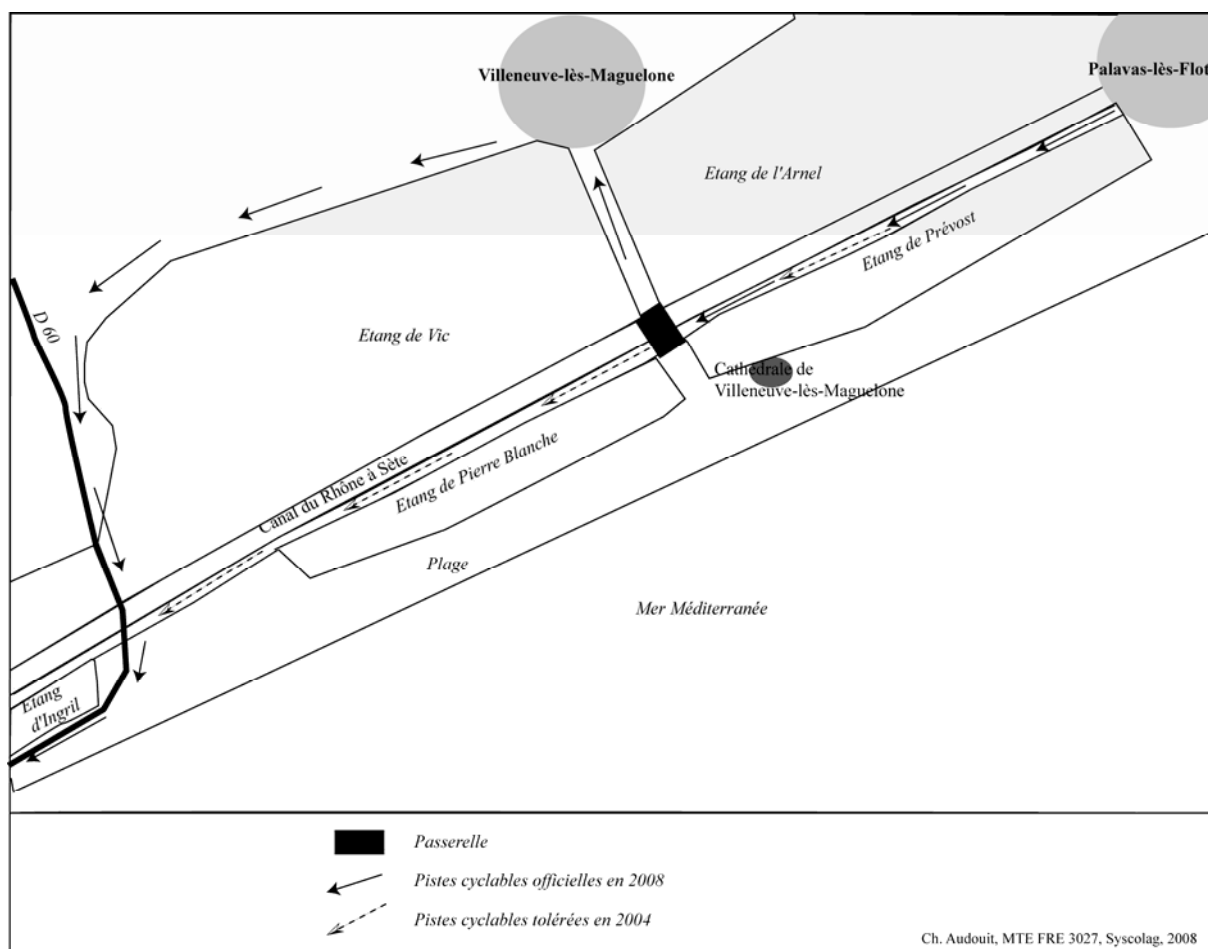 Villeneuve-lès-Maguelone
Palavas-lès-Flot
Etang de l'Arnel
Etang de Prévost
D 60
Etang de Vic
Cathédrale de
Villeneuve-lès-Maguelone
Canal du Rhône à Sète
Etang de Pierre Blanche
Plage
Mer Méditerranée
Etang
d'Ingril
Passerelle
Pistes cyclables officielles en 2008
Pistes cyclables tolérées en 2004
Ch. Audouit, MTE FRE 3027, Syscolag, 2008